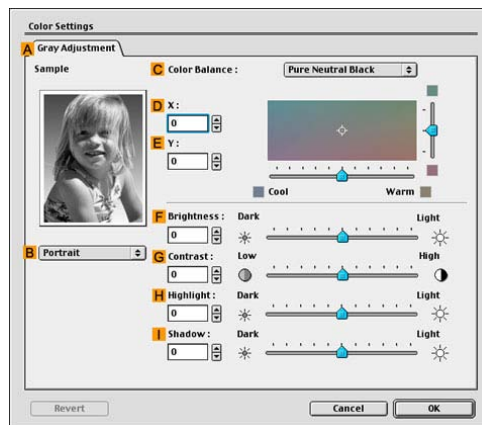 Color Settings
A Gray Adjustment
Sample
C Color Balance : Pure Neutral Black
D X :
0
E Y :
0
Cool Warm
F Brightness : Dark Light
0
B Portrait
G Contrast : Low High
0
H Highlight : Dark Light
0
I Shadow : Dark Light
0
Revert Cancel OK